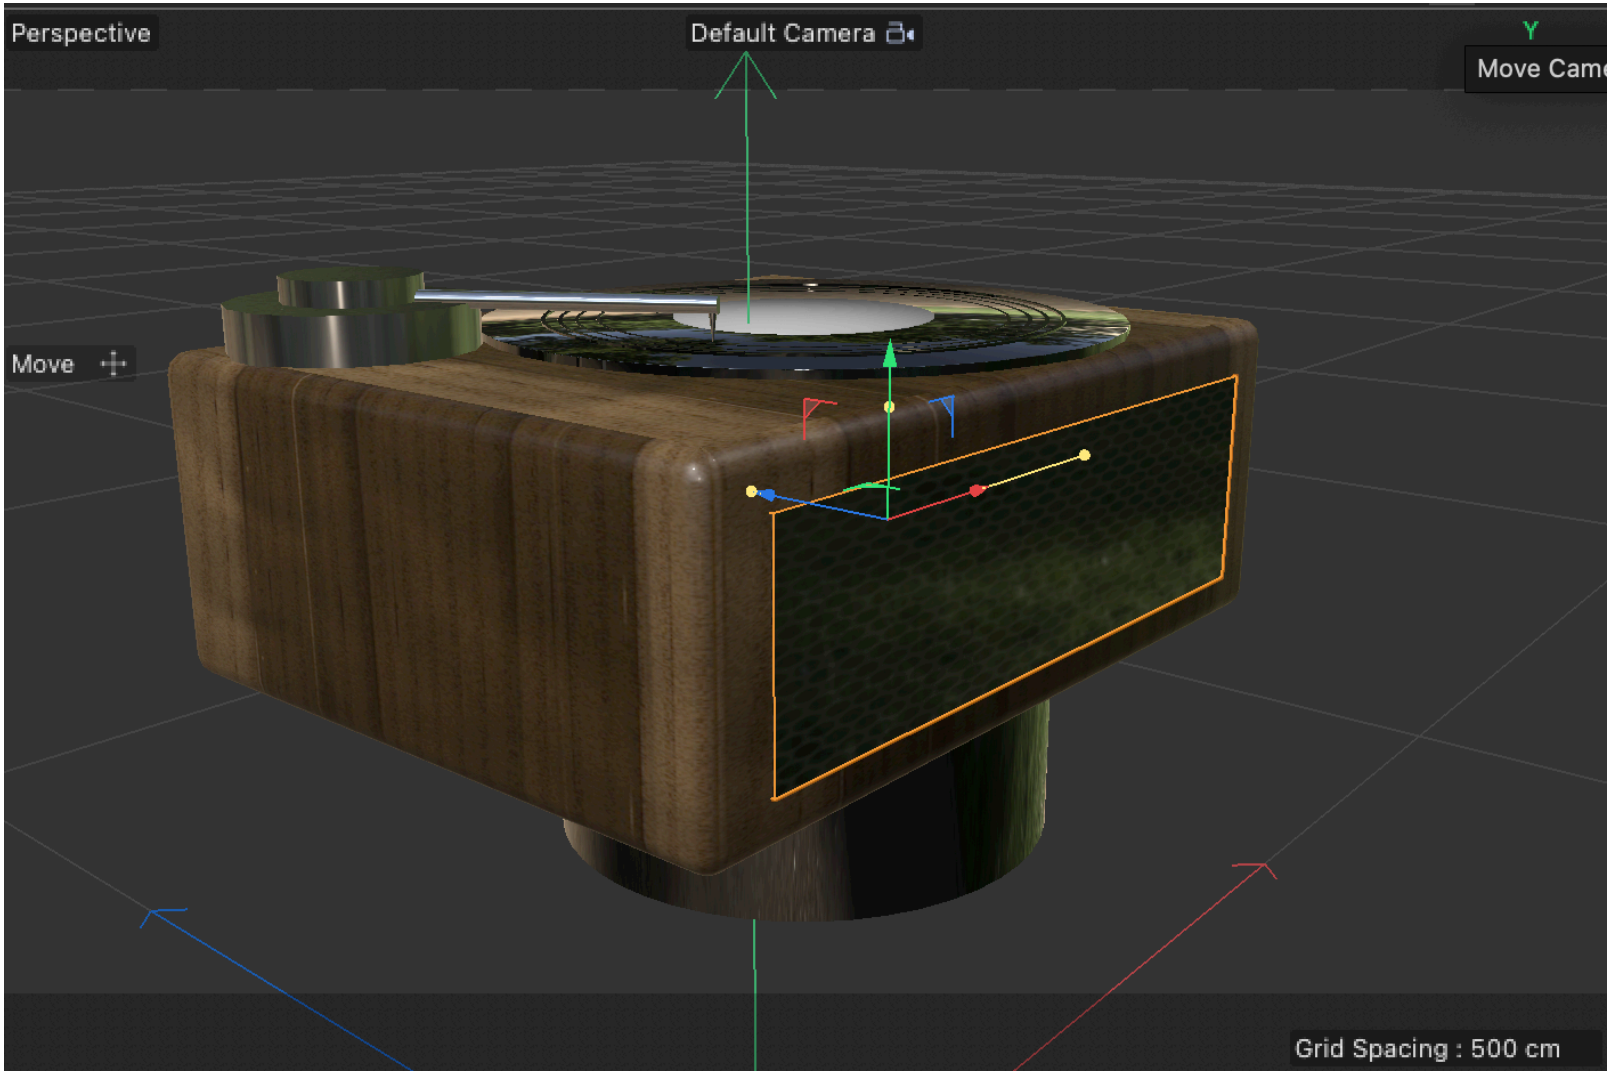 Perspective
Default Camera
Y
Move Came
Move
Grid Spacing : 500 cm